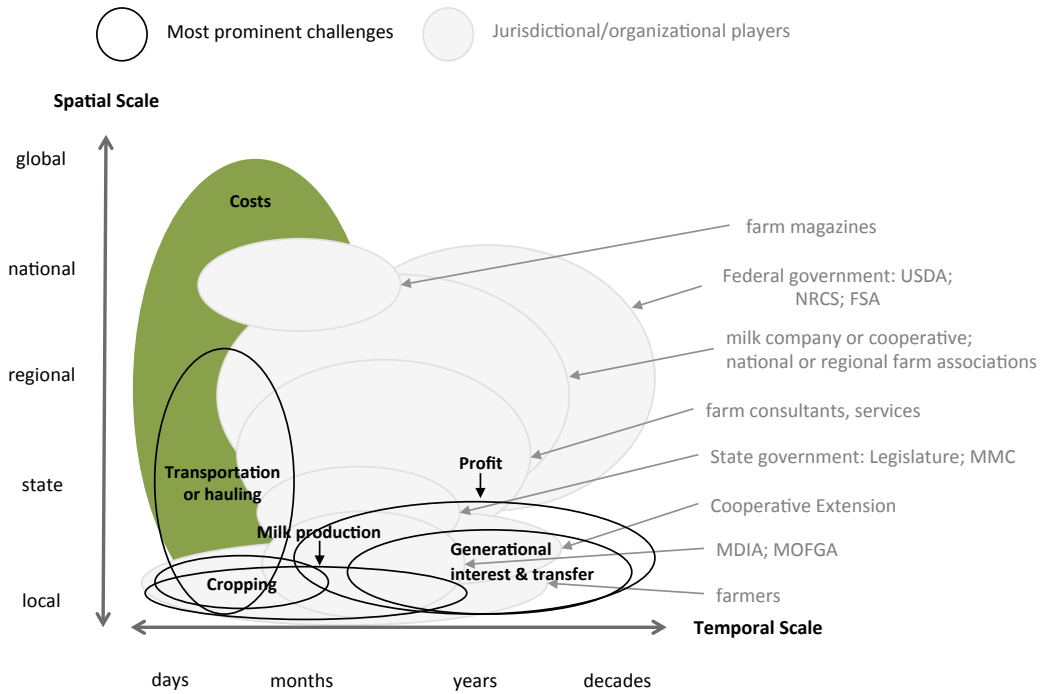 Most prominent challenges
Jurisdictional/organizational players
Spatial Scale
global
national
regional
state
local
Costs
Transportation
or hauling
Milk production
Cropping
Profit
Generational
interest & transfer
farm magazines
Federal government: USDA;
NRCS; FSA
milk company or cooperative;
national or regional farm associations
farm consultants, services
State government: Legislature; MMC
Cooperative Extension
MDIA; MOFGA
farmers
Temporal Scale
days
months
years
decades